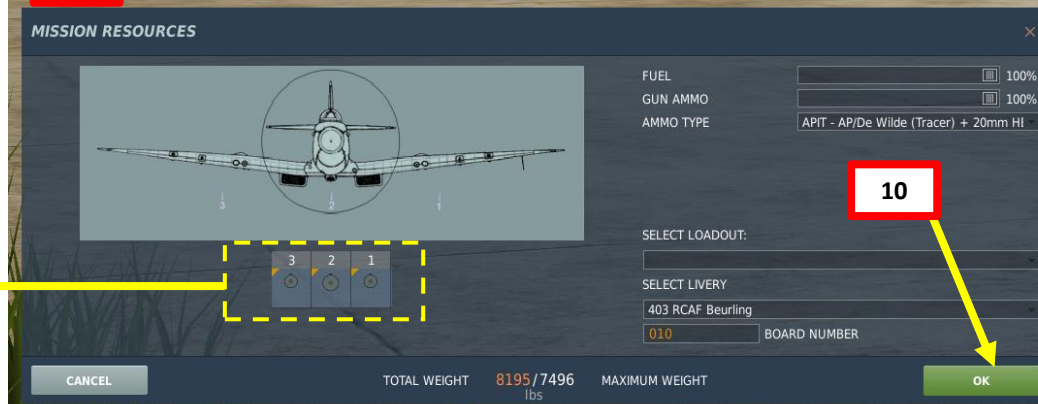 MISSION RESOURCES
×
3 2 1
3 2 1
FUEL 100%
GUN AMMO 100%
AMMO TYPE APIT - AP/De Wilde (Tracer) + 20mm
10
SELECT LOADOUT:
SELECT LIVERY
403 RCAF Beurling
010 BOARD NUMBER
CANCEL
TOTAL WEIGHT 8195/7496 MAXIMUM WEIGHT
lbs
OK